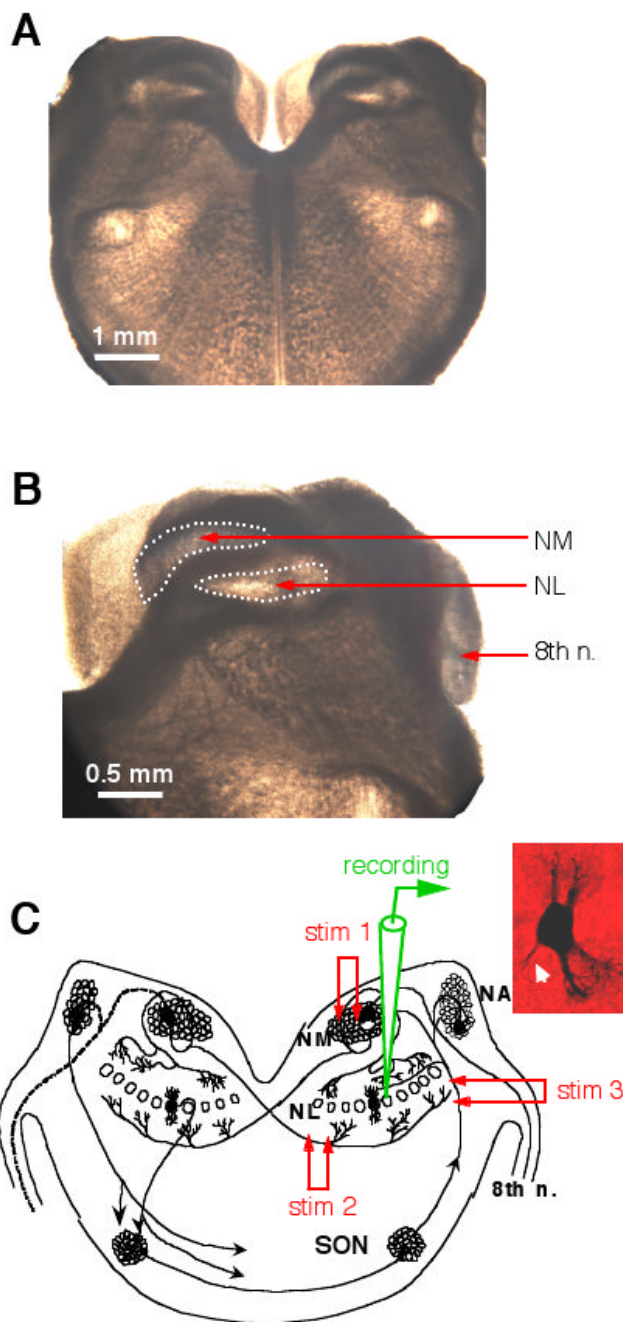 A
1 mm
B
NM
NL
8th n.
0.5 mm
recording
C
stim 1
NA
NM
NL
stim 3
stim 2
8th n.
SON